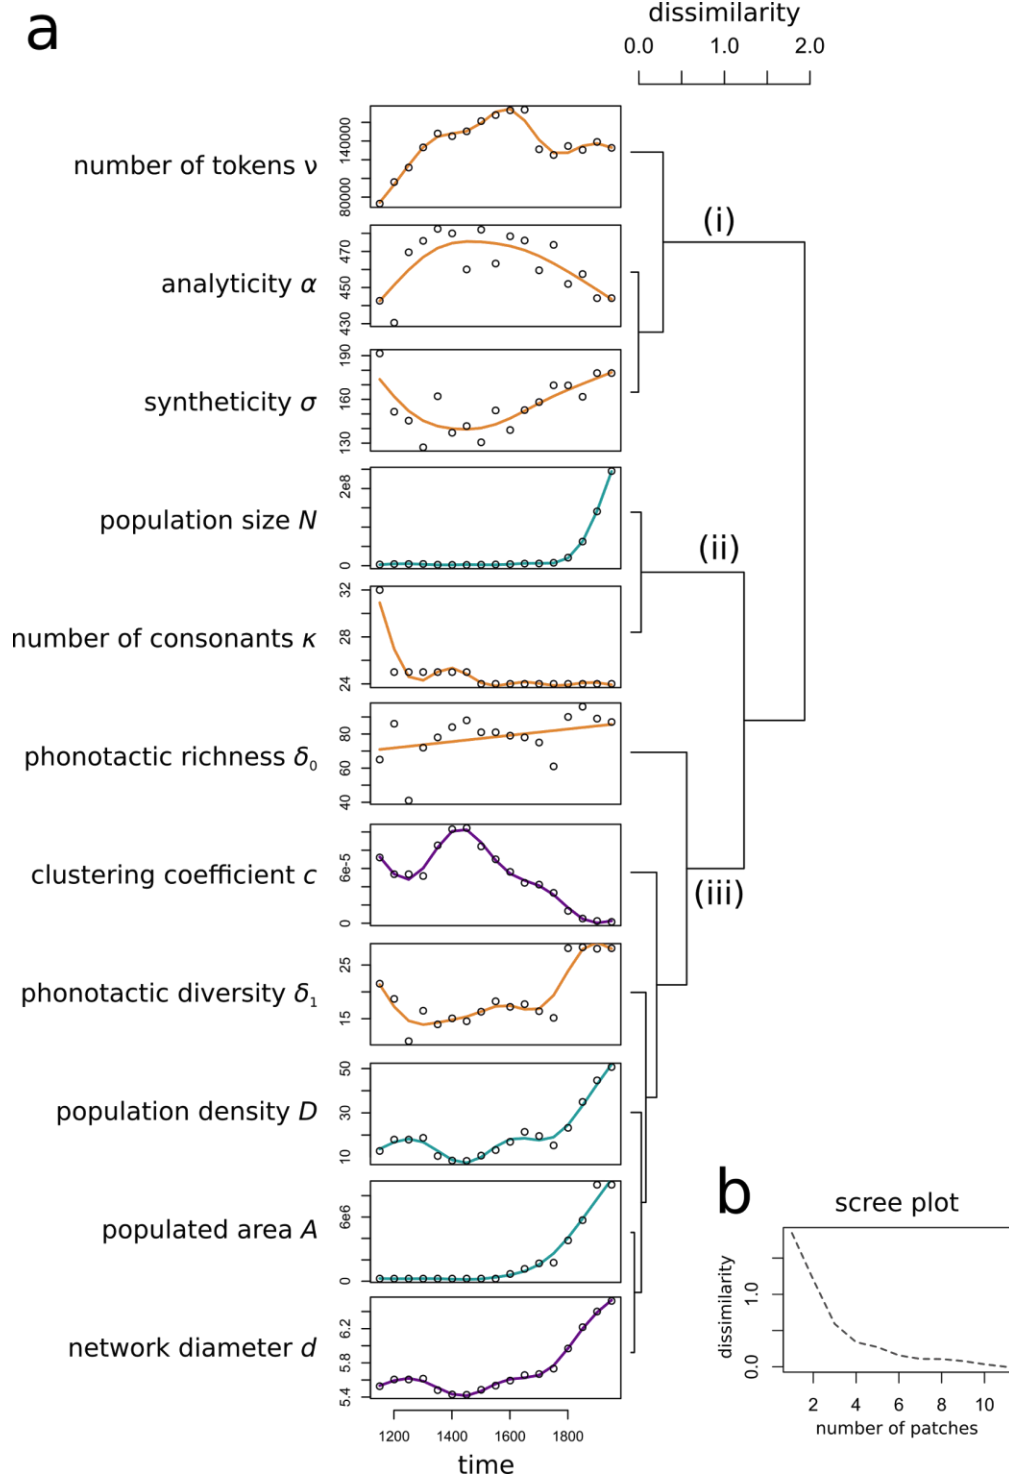 a
dissimilarity
0.0 1.0 2.0
number of tokens ν
80000 140000
(i)
analyticity α
430 450 470
syntheticity σ
130 160 190
population size N
0 2e8
(ii)
number of consonants κ
24 28 32
phonotactic richness δ₀
40 60 80
clustering coefficient c
0 6e-5
(iii)
phonotactic diversity δ₁
15 25
population density D
10 30 50
populated area A
0 6e6
network diameter d
5.4 5.8 6.2
1200 1400 1600 1800
time
b
scree plot
dissimilarity
0.0 1.0
2 4 6 8 10
number of patches